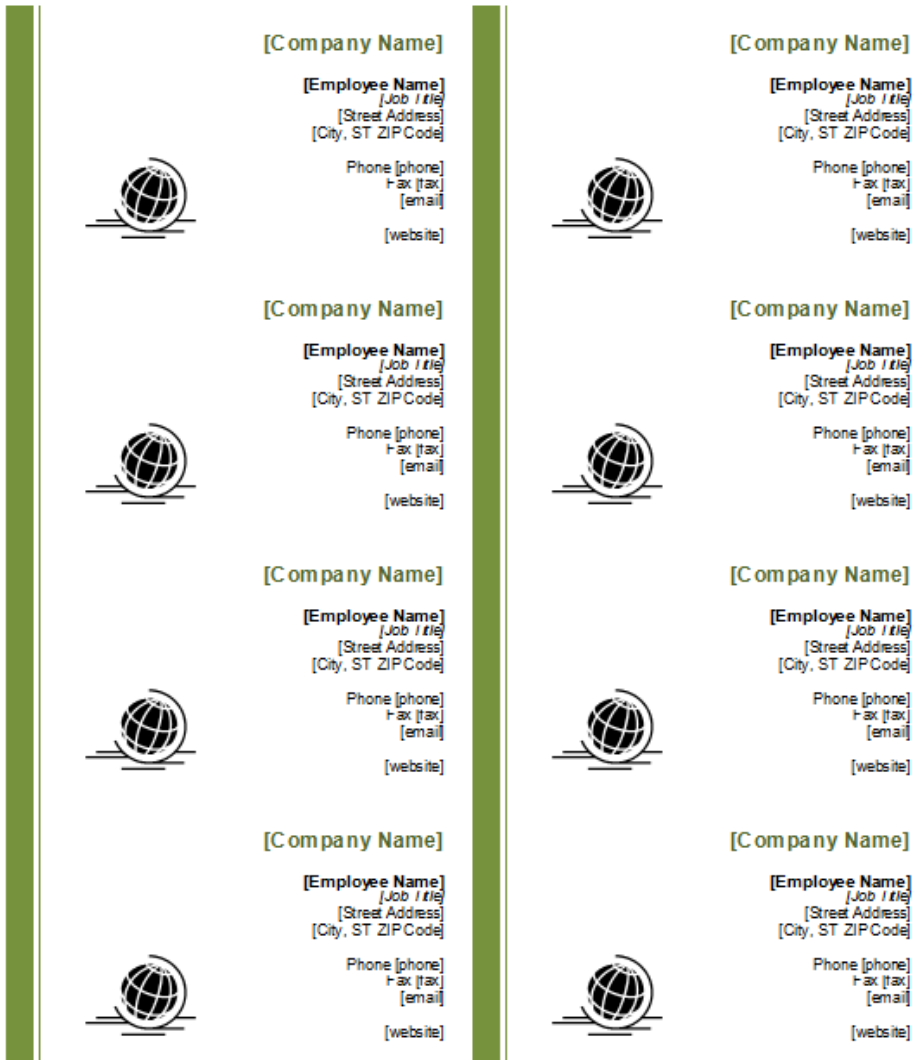 [Company Name]
[Employee Name]
[Job Title]
[Street Address]
[City, ST ZIP Code]
Phone [phone]
Fax [fax]
[email]
[website]
[Company Name]
[Employee Name]
[Job Title]
[Street Address]
[City, ST ZIP Code]
Phone [phone]
Fax [fax]
[email]
[website]
[Company Name]
[Employee Name]
[Job Title]
[Street Address]
[City, ST ZIP Code]
Phone [phone]
Fax [fax]
[email]
[website]
[Company Name]
[Employee Name]
[Job Title]
[Street Address]
[City, ST ZIP Code]
Phone [phone]
Fax [fax]
[email]
[website]
[Company Name]
[Employee Name]
[Job Title]
[Street Address]
[City, ST ZIP Code]
Phone [phone]
Fax [fax]
[email]
[website]
[Company Name]
[Employee Name]
[Job Title]
[Street Address]
[City, ST ZIP Code]
Phone [phone]
Fax [fax]
[email]
[website]
[Company Name]
[Employee Name]
[Job Title]
[Street Address]
[City, ST ZIP Code]
Phone [phone]
Fax [fax]
[email]
[website]
[Company Name]
[Employee Name]
[Job Title]
[Street Address]
[City, ST ZIP Code]
Phone [phone]
Fax [fax]
[email]
[website]